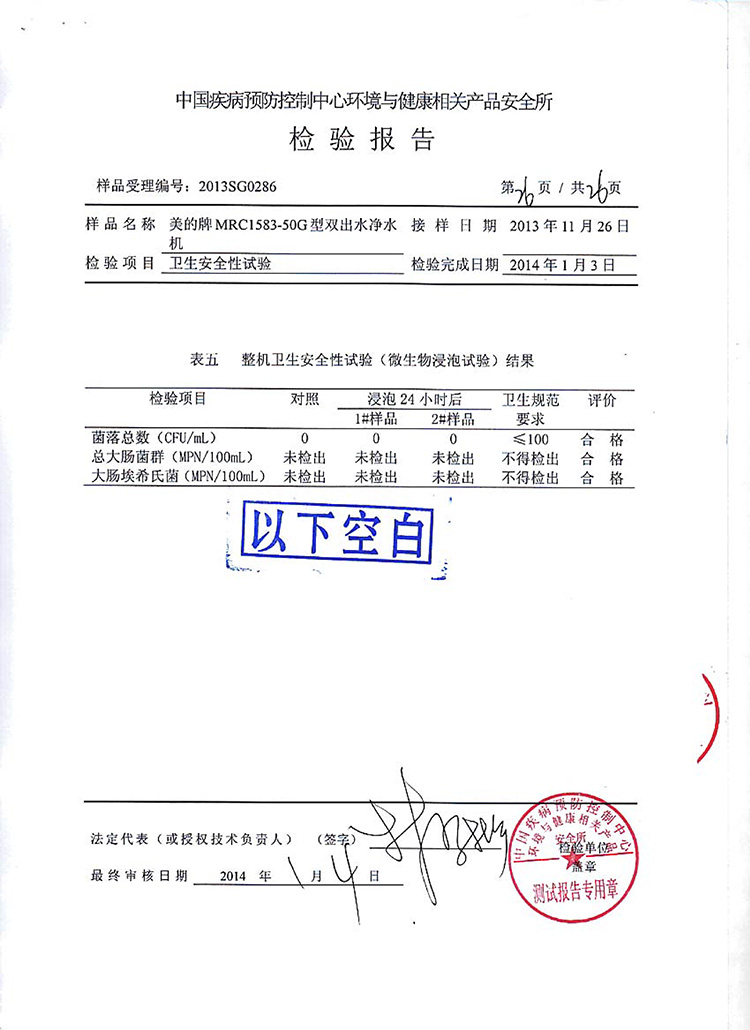 中国疾病预防控制中心环境与健康相关产品安全所
检验报告
样品受理编号：2013SG0286 第26页 / 共26页
样品名称 美的牌MRC1583-50G型双出水净水机 接样日期 2013年11月26日
检验项目 卫生安全性试验 检验完成日期 2014年1月3日
表五 整机卫生安全性试验（微生物浸泡试验）结果
检验项目 对照 浸泡24小时后 卫生规范要求 评价
1#样品 2#样品
菌落总数（CFU/mL） 0 0 0 ≤100 合格
总大肠菌群（MPN/100mL） 未检出 未检出 未检出 不得检出 合格
大肠埃希氏菌（MPN/100mL） 未检出 未检出 未检出 不得检出 合格
以下空白
法定代表（或授权技术负责人） （签字）
最终审核日期 2014 年 1 月 4 日
中国疾病预防控制中心
环境与健康相关产品
安全所
检验单位
盖章
测试报告专用章